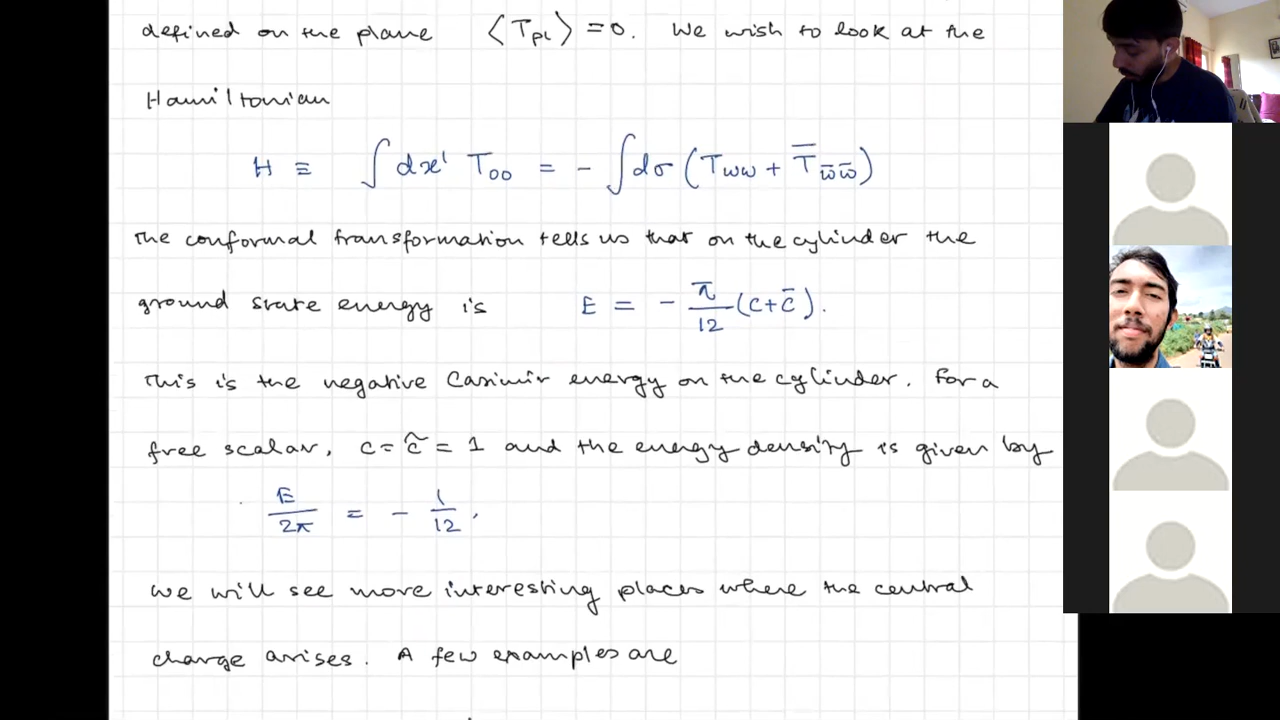 defined on the plane ⟨T_pl⟩ = 0. We wish to look at the
Hamiltonian
H ≡ ∫ dx¹ T₀₀ = - ∫ dσ (T_ww + T̄_w̄w̄)
The conformal transformation tells us that on the cylinder the
ground state energy is E = - π/12 (c + c̄).
This is the negative Casimir energy on the cylinder. For a
free scalar, c = c̃ = 1 and the energy density is given by
E/2π = - 1/12.
We will see more interesting places where the central
charge arises. A few examples are